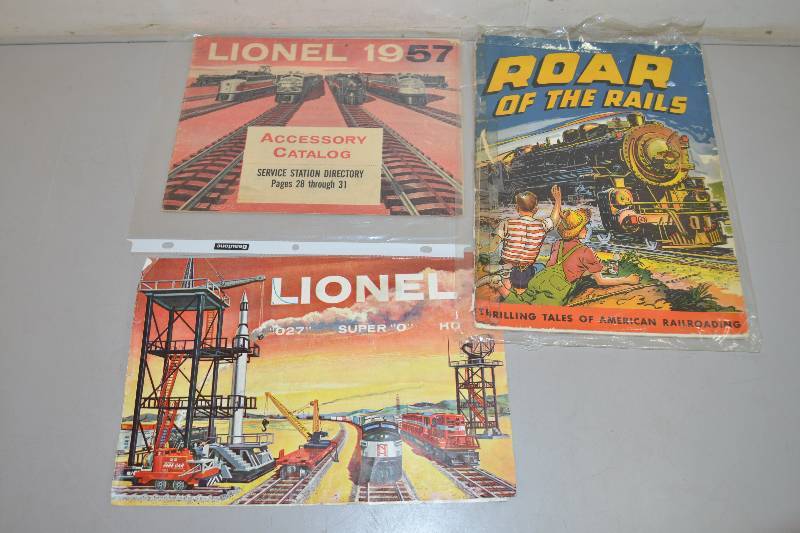 LIONEL 1957
ACCESSORY
CATALOG
SERVICE STATION DIRECTORY
Pages 28 through 31
ROAR
OF THE RAILS
THRILLING TALES OF AMERICAN RAILROADING
Beautone
LIONEL
"027" SUPER "O" HO